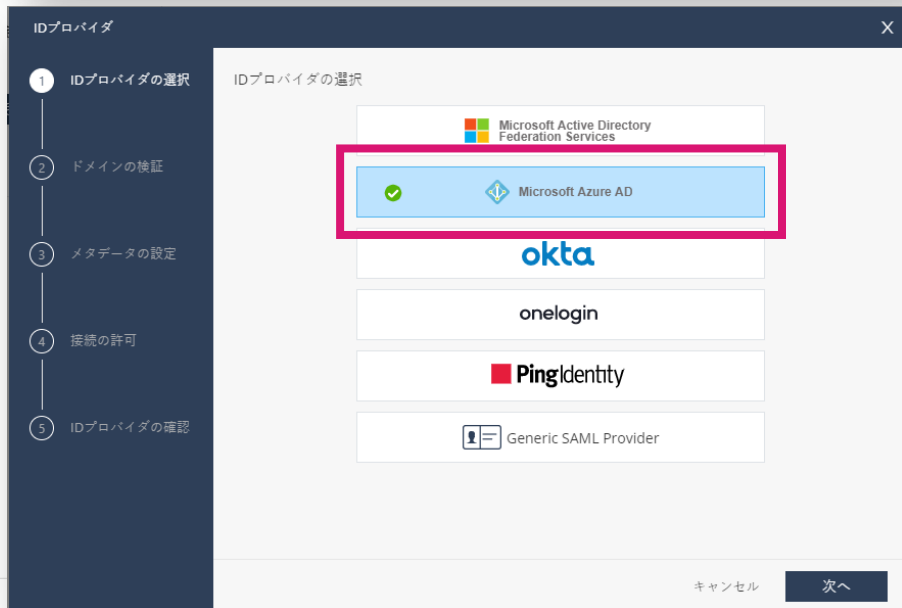 IDプロバイダ
X
1 IDプロバイダの選択
2 ドメインの検証
3 メタデータの設定
4 接続の許可
5 IDプロバイダの確認
IDプロバイダの選択
Microsoft Active Directory
Federation Services
Microsoft Azure AD
okta
onelogin
PingIdentity
Generic SAML Provider
キャンセル
次へ